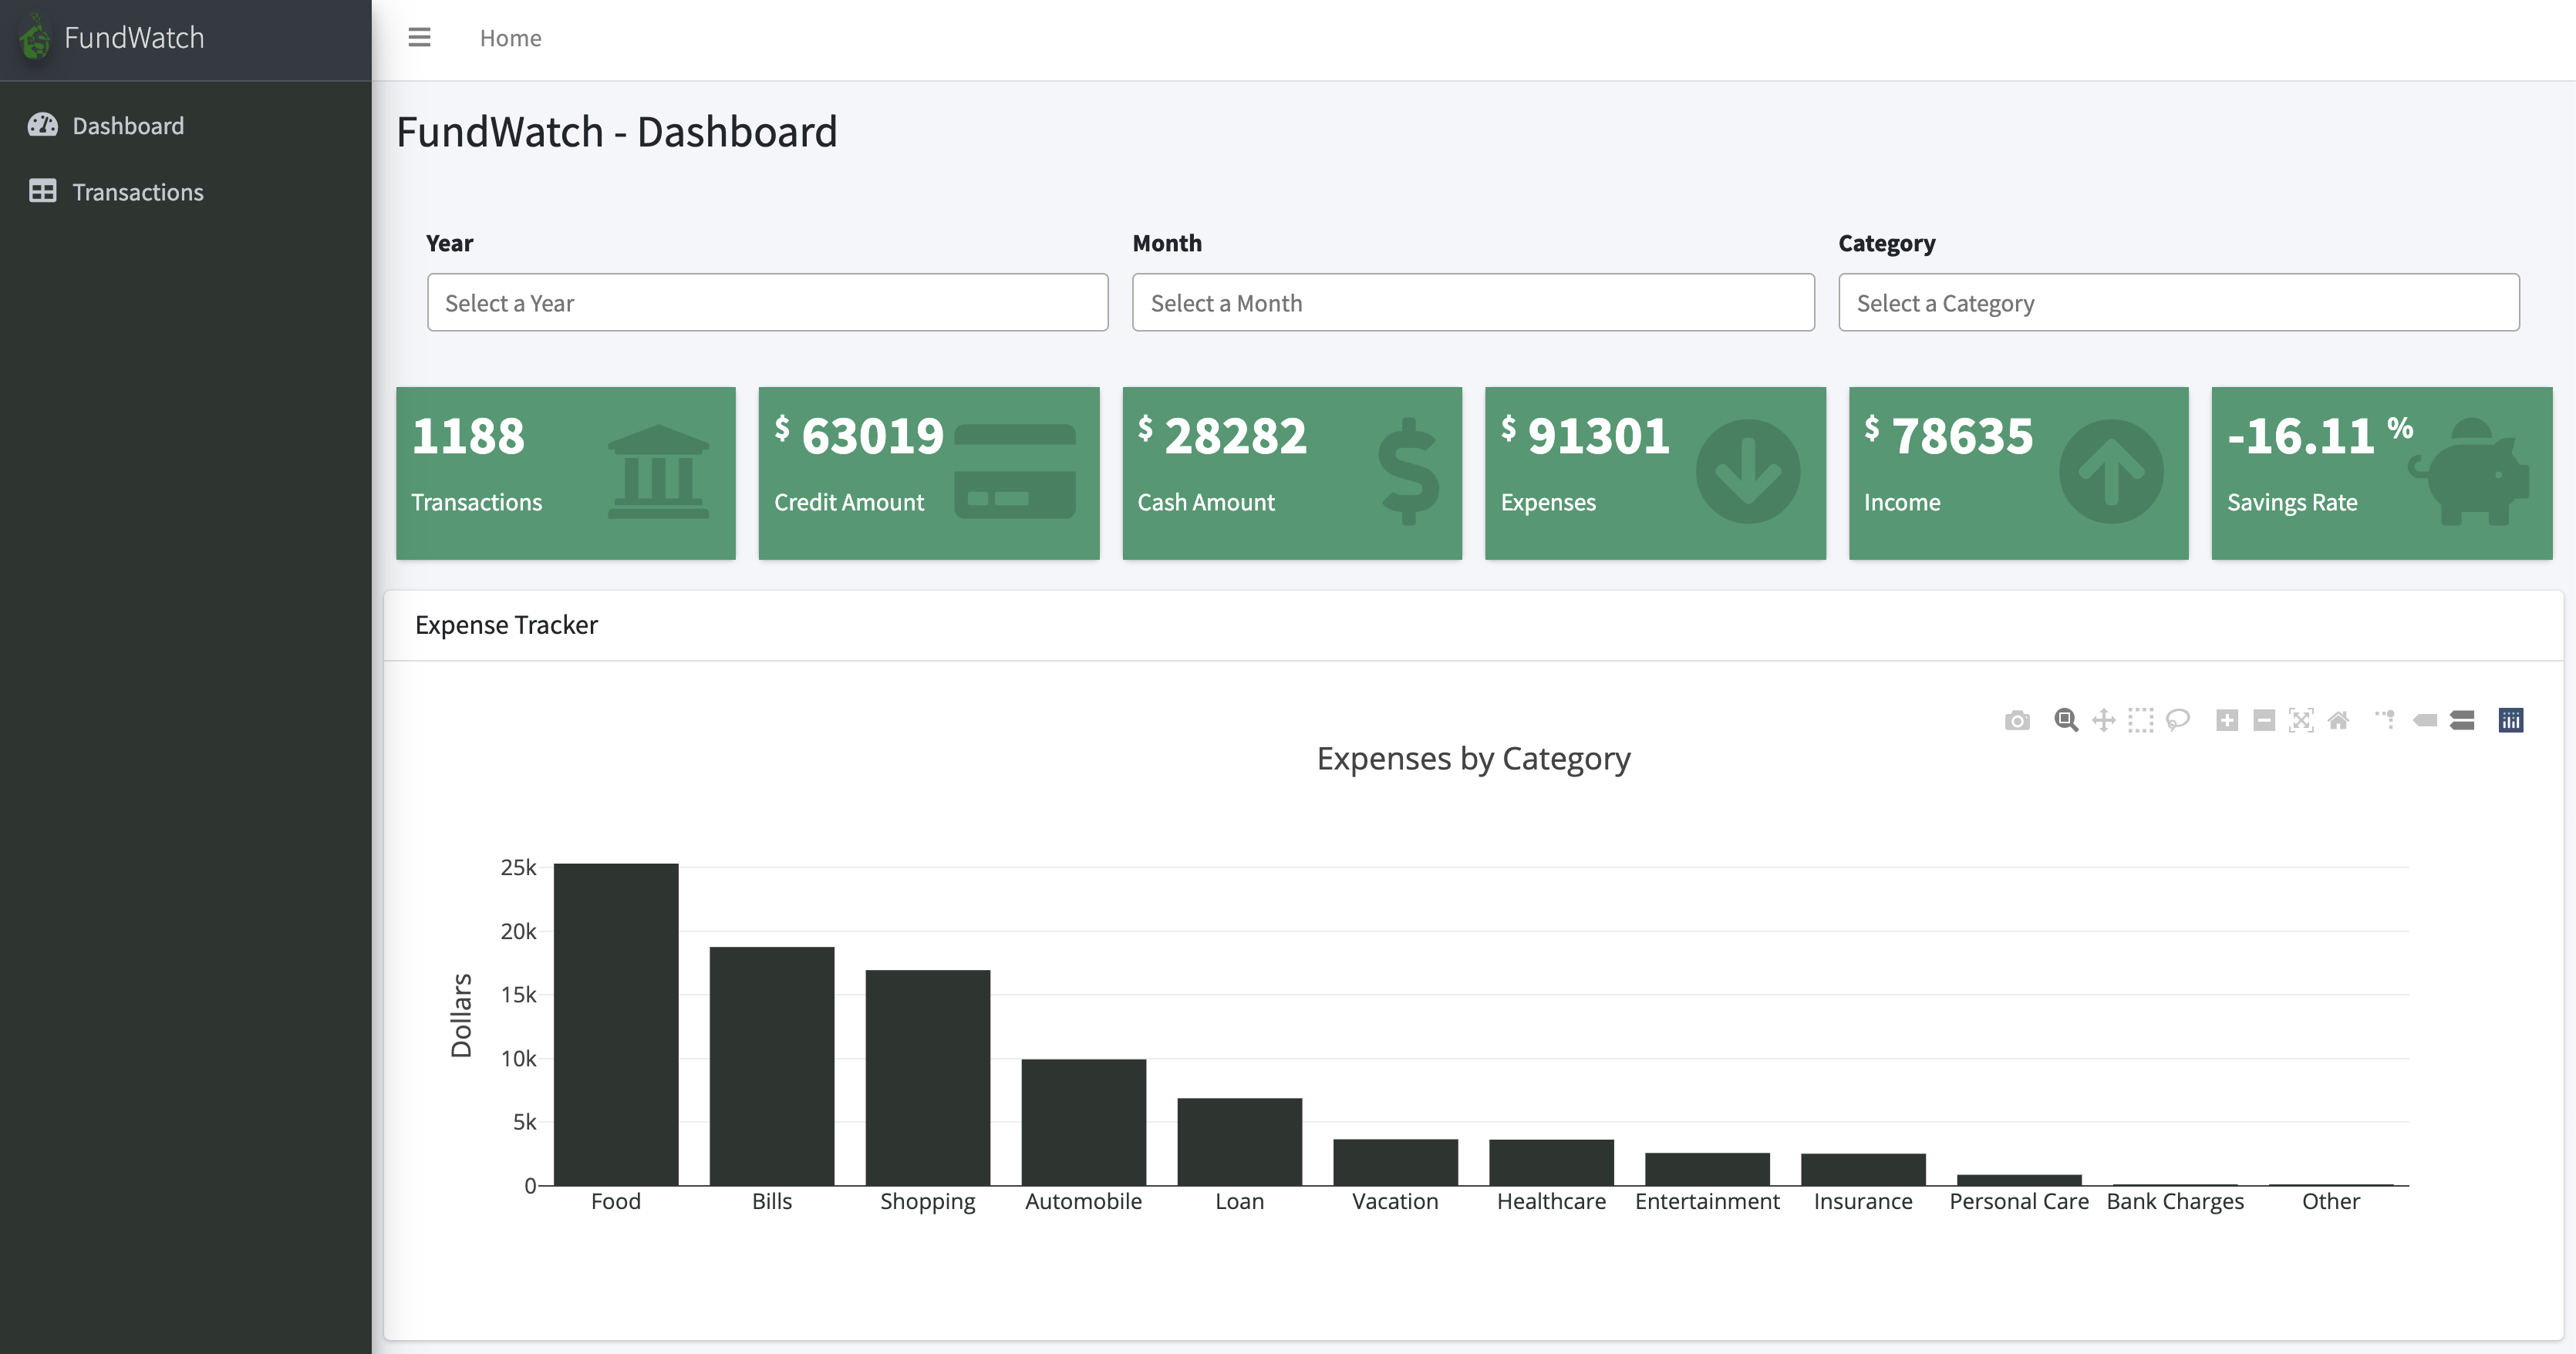 FundWatch
Home
Dashboard
Transactions
FundWatch - Dashboard
Year
Month
Category
Select a Year
Select a Month
Select a Category
1188
Transactions
$ 63019
Credit Amount
$ 28282
Cash Amount
$ 91301
Expenses
$ 78635
Income
-16.11 %
Savings Rate
Expense Tracker
Expenses by Category
25k
20k
15k
10k
5k
0
Dollars
Food
Bills
Shopping
Automobile
Loan
Vacation
Healthcare
Entertainment
Insurance
Personal Care
Bank Charges
Other